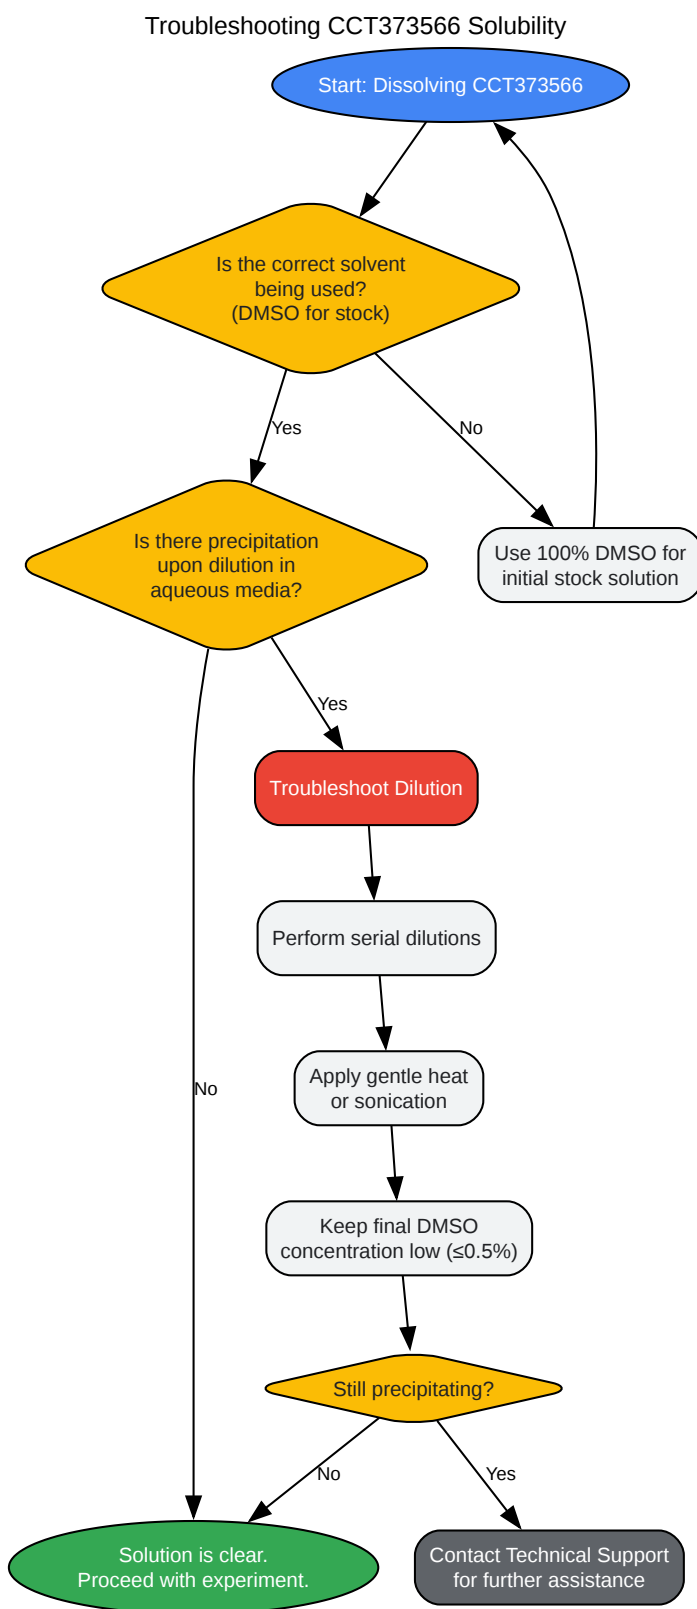 Troubleshooting CCT373566 Solubility
Start: Dissolving CCT373566
Is the correct solvent
being used?
(DMSO for stock)
Yes
No
Is there precipitation
upon dilution in
aqueous media?
Use 100% DMSO for
initial stock solution
Yes
Troubleshoot Dilution
Perform serial dilutions
Apply gentle heat
or sonication
No
Keep final DMSO
concentration low (≤0.5%)
Still precipitating?
No
Yes
Solution is clear.
Proceed with experiment.
Contact Technical Support
for further assistance